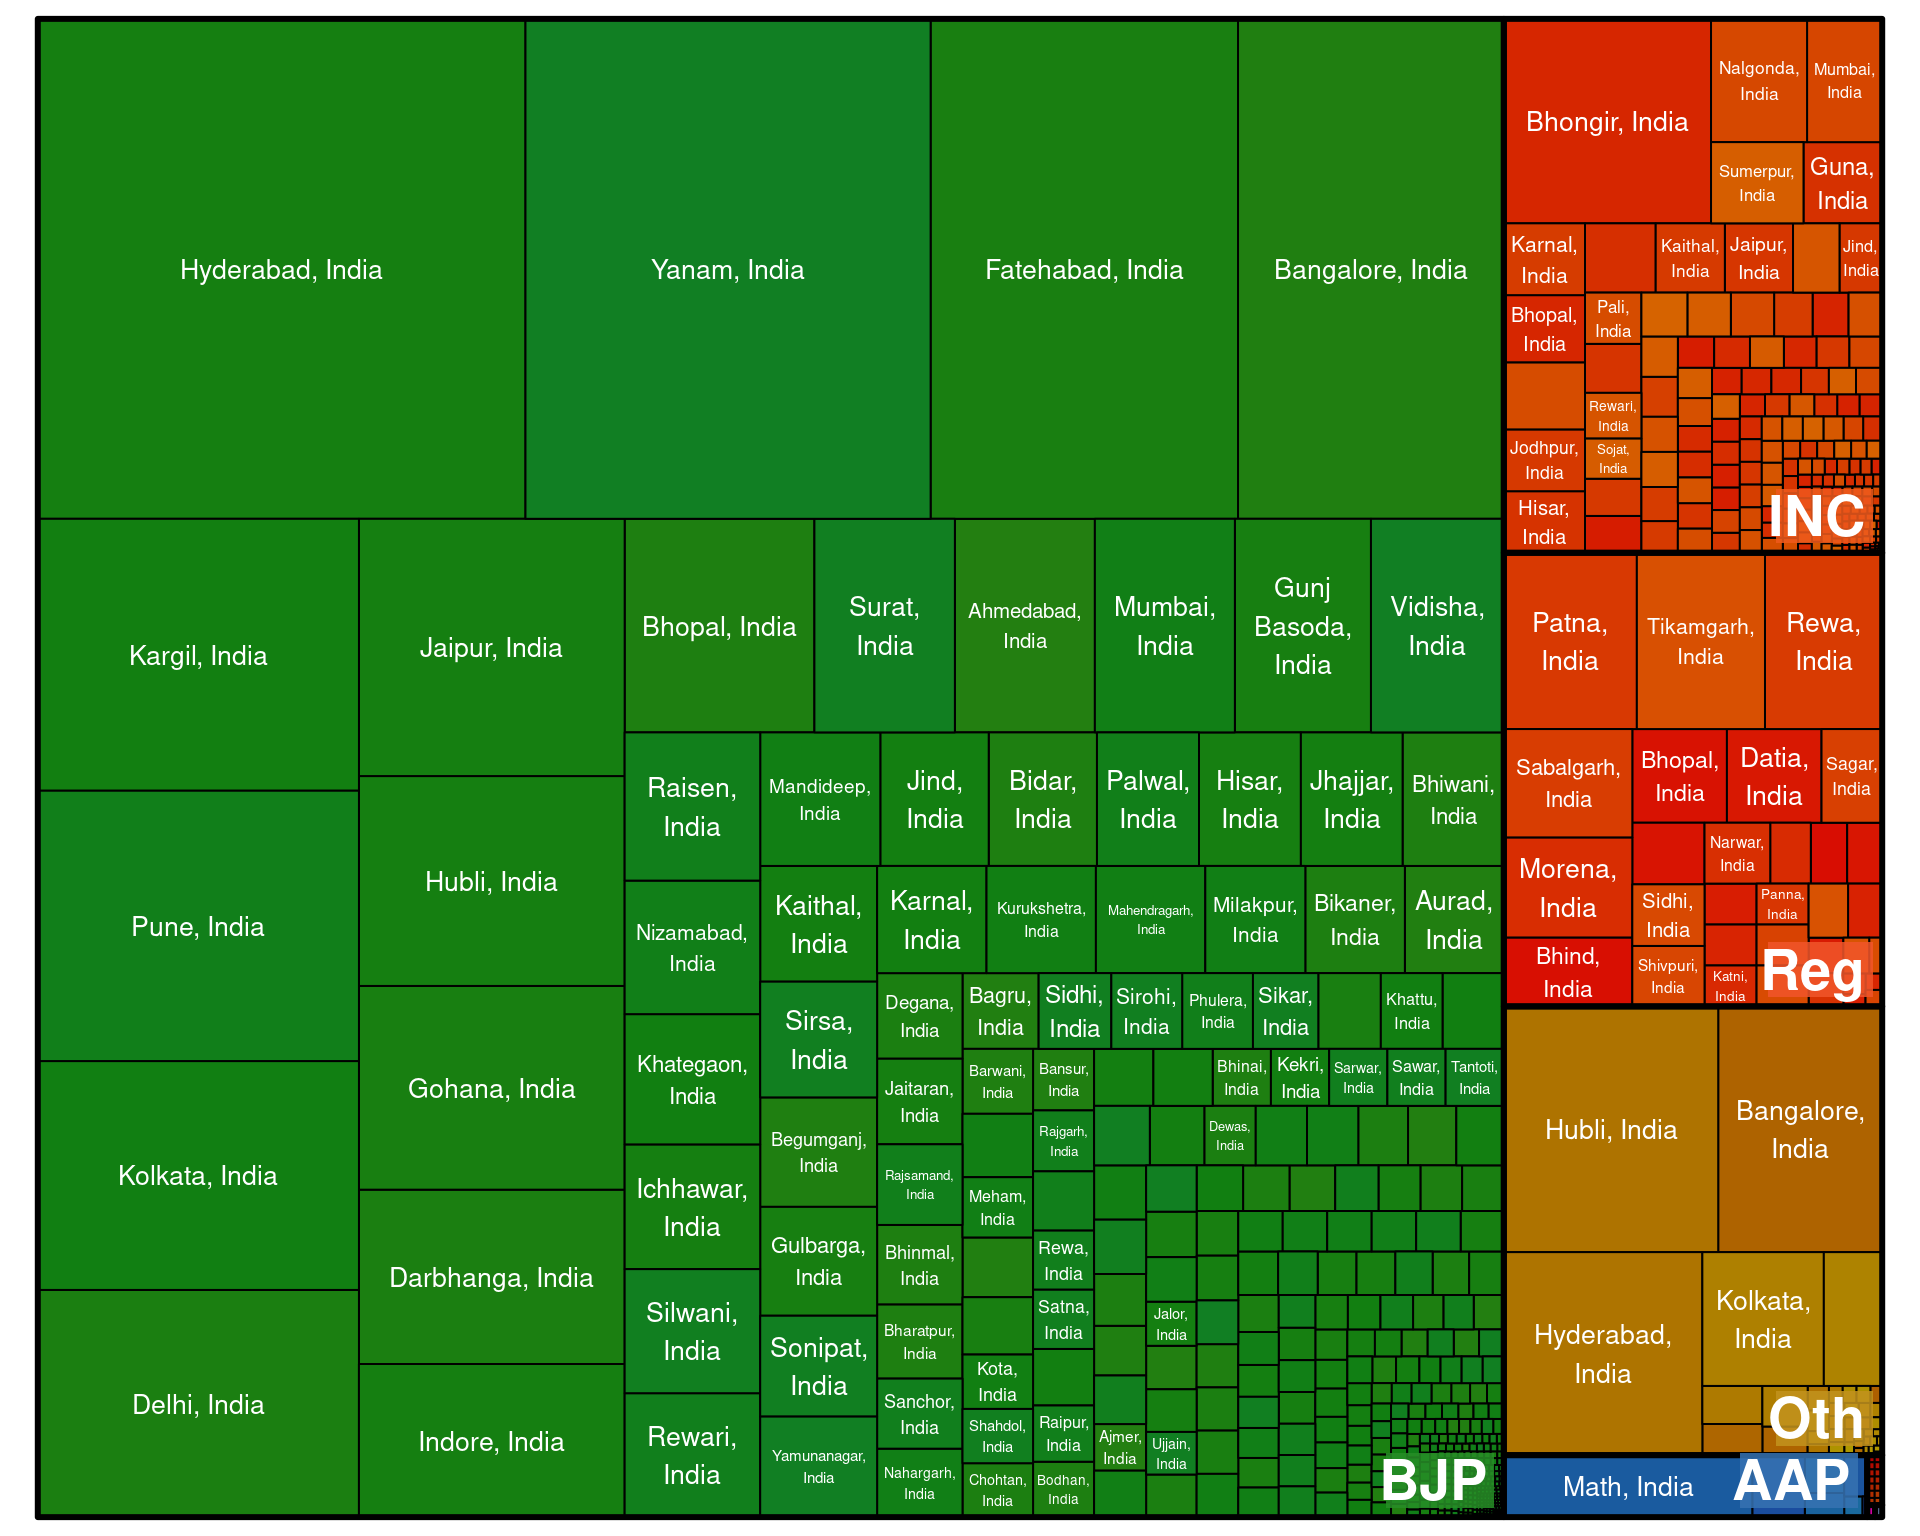 Hyderabad, India
Yanam, India
Fatehabad, India
Bangalore, India
Kargil, India
Pune, India
Kolkata, India
Delhi, India
Jaipur, India
Hubli, India
Gohana, India
Darbhanga, India
Indore, India
Bhopal, India
Surat,
India
Ahmedabad,
India
Mumbai,
India
Gunj
Basoda,
India
Vidisha,
India
Raisen,
India
Nizamabad,
India
Khategaon,
India
Ichhawar,
India
Silwani,
India
Rewari,
India
Mandideep,
India
Jind,
India
Bidar,
India
Palwal,
India
Hisar,
India
Jhajjar,
India
Bhiwani,
India
Kaithal,
India
Sirsa,
India
Begumganj,
India
Gulbarga,
India
Sonipat,
India
Yamunanagar,
India
Karnal,
India
Kurukshetra,
India
Mahendragarh,
India
Milakpur,
India
Bikaner,
India
Aurad,
India
Degana,
India
Jaitaran,
India
Rajsamand,
India
Bhinmal,
India
Bharatpur,
India
Sanchor,
India
Nahargarh,
India
Bagru,
India
Sidhi,
India
Sirohi,
India
Phulera,
India
Sikar,
India
Khattu,
India
Barwani,
India
Meham,
India
Kota,
India
Shahdol,
India
Chohtan,
India
Bansur,
India
Rajgarh,
India
Rewa,
India
Satna,
India
Raipur,
India
Bodhan,
India
Bhinai,
India
Kekri,
India
Sarwar,
India
Sawar,
India
Tantoti,
India
Dewas,
India
Jalor,
India
Ajmer,
India
Ujjain,
India
BJP
Bhongir, India
Nalgonda,
India
Mumbai,
India
Sumerpur,
India
Guna,
India
Karnal,
India
Kaithal,
India
Jaipur,
India
Jind,
India
Bhopal,
India
Pali,
India
Rewari,
India
Jodhpur,
India
Sojat,
India
Hisar,
India
INC
Patna,
India
Tikamgarh,
India
Rewa,
India
Sabalgarh,
India
Bhopal,
India
Datia,
India
Sagar,
India
Morena,
India
Narwar,
India
Sidhi,
India
Panna,
India
Bhind,
India
Shivpuri,
India
Katni,
India
Reg
Hubli, India
Bangalore,
India
Hyderabad,
India
Kolkata,
India
Oth
Math, India
AAP